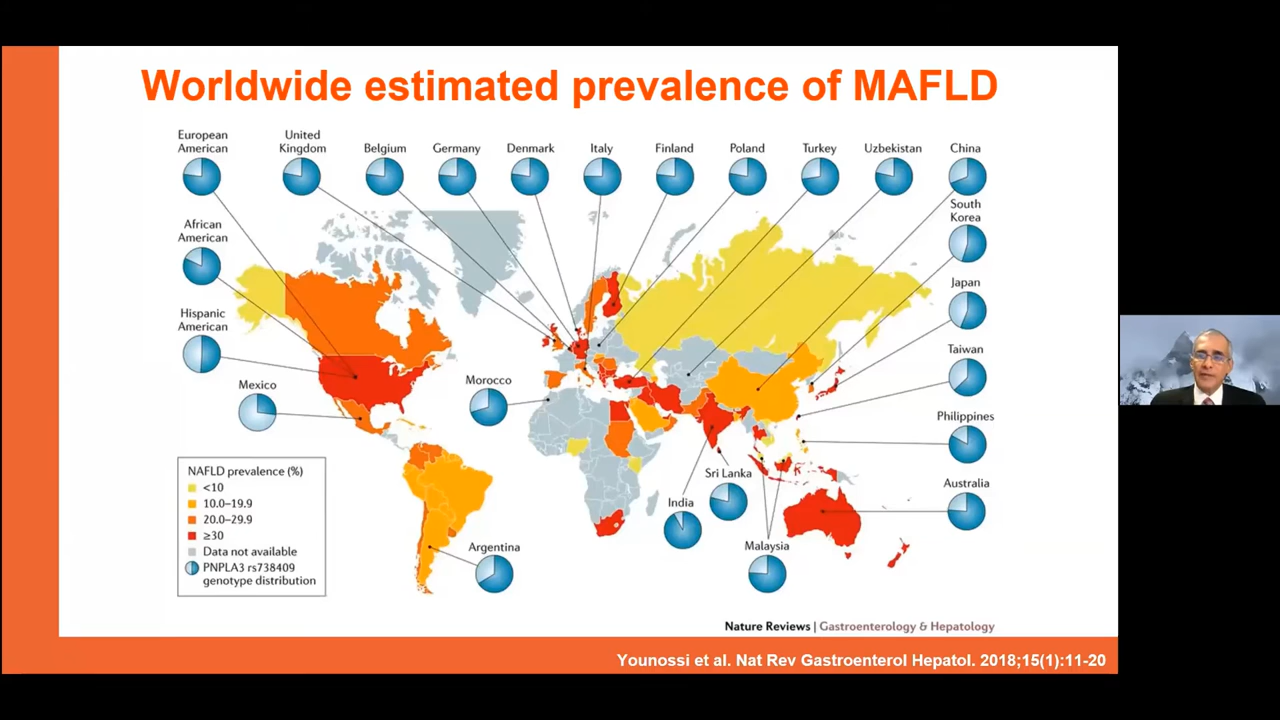 Worldwide estimated prevalence of MAFLD
European
American
United
Kingdom
Belgium
Germany
Denmark
Italy
Finland
Poland
Turkey
Uzbekistan
China
African
American
South
Korea
Hispanic
American
Japan
Mexico
Morocco
Taiwan
Philippines
NAFLD prevalence (%)
<10
10.0–19.9
20.0–29.9
≥30
Data not available
PNPLA3 rs738409
genotype distribution
Argentina
India
Sri Lanka
Malaysia
Australia
Nature Reviews | Gastroenterology & Hepatology
Younossi et al. Nat Rev Gastroenterol Hepatol. 2018;15(1):11-20